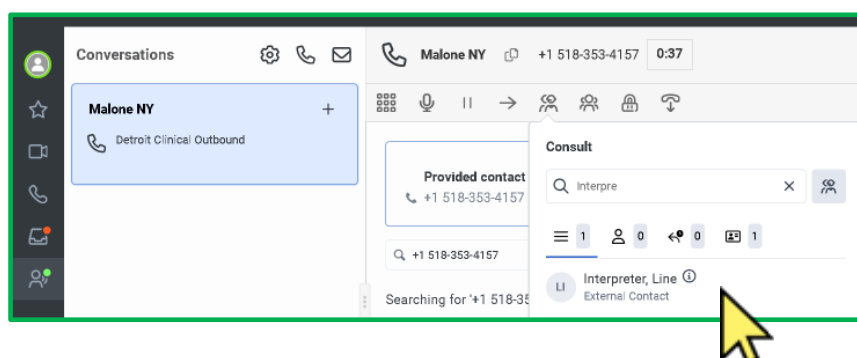 Conversations
Malone NY
+1 518-353-4157
0:37
Malone NY
Detroit Clinical Outbound
Consult
Provided contact
+1 518-353-4157
Interpre
1
0
0
1
+1 518-353-4157
Interpreter, Line
LI
External Contact
Searching for '+1 518-35